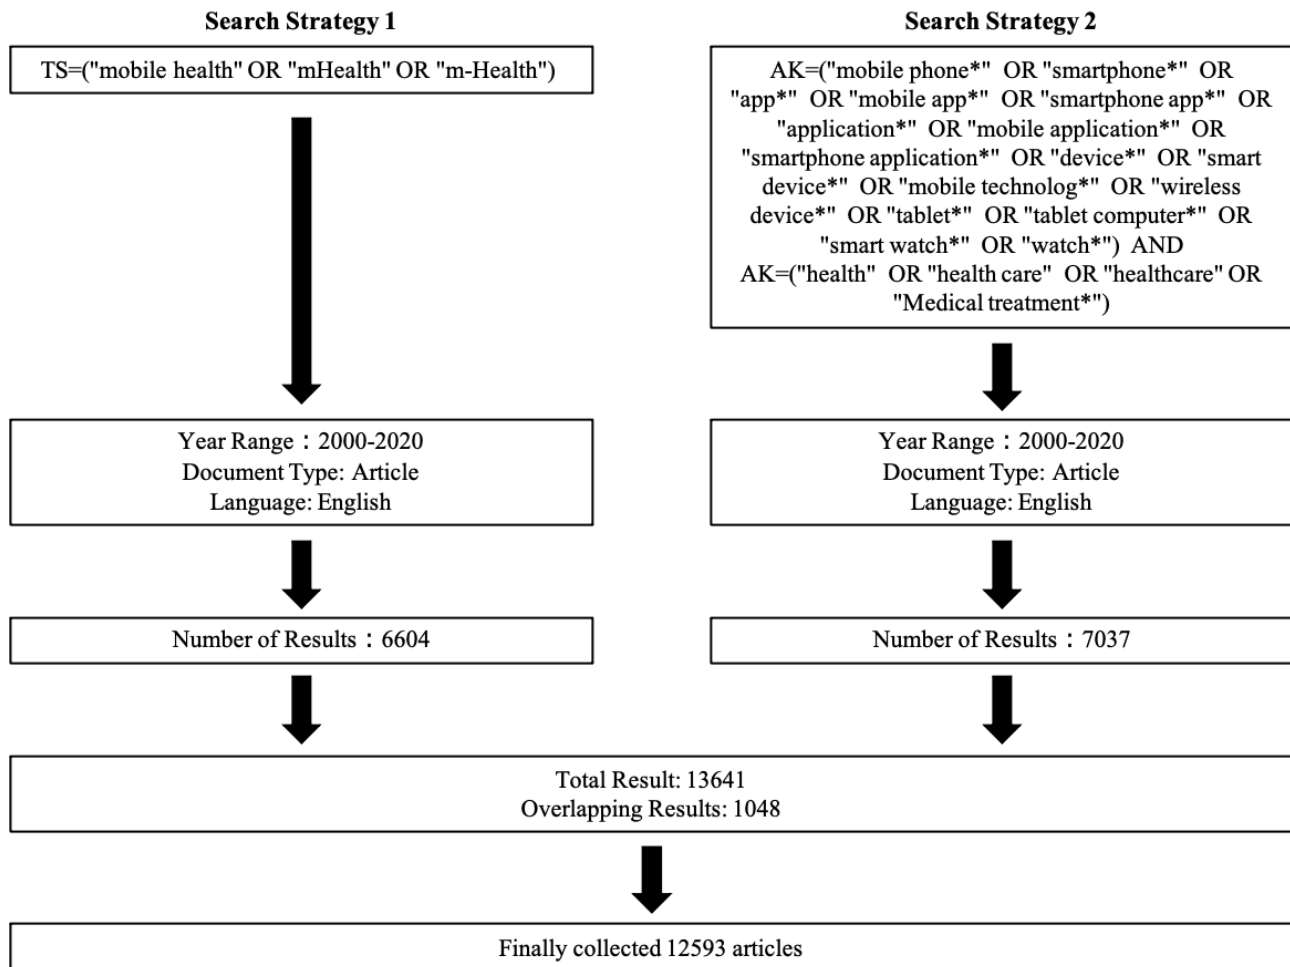 Search Strategy 1
TS=("mobile health" OR "mHealth" OR "m-Health")
Year Range：2000-2020
Document Type: Article
Language: English
Number of Results：6604
Search Strategy 2
AK=("mobile phone*" OR "smartphone*" OR
"app*" OR "mobile app*" OR "smartphone app*" OR
"application*" OR "mobile application*" OR
"smartphone application*" OR "device*" OR "smart
device*" OR "mobile technolog*" OR "wireless
device*" OR "tablet*" OR "tablet computer*" OR
"smart watch*" OR "watch*") AND
AK=("health" OR "health care" OR "healthcare" OR
"Medical treatment*")
Year Range：2000-2020
Document Type: Article
Language: English
Number of Results：7037
Total Result: 13641
Overlapping Results: 1048
Finally collected 12593 articles